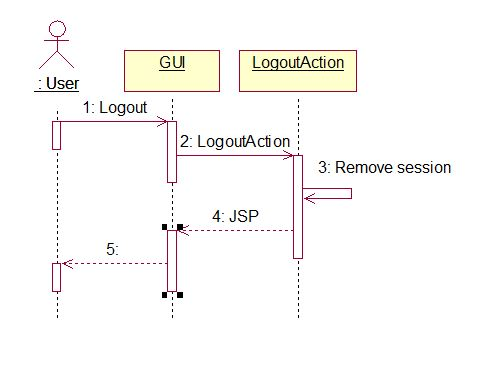 : User
GUI
LogoutAction
1: Logout
2: LogoutAction
3: Remove session
4: JSP
5: